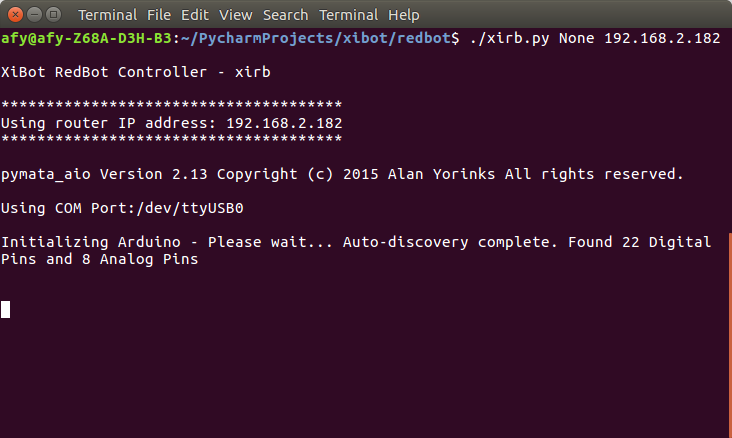 Terminal File Edit View Search Terminal Help
afy@afy-Z68A-D3H-B3:~/PycharmProjects/xibot/redbot$ ./xirb.py None 192.168.2.182
XiBot RedBot Controller - xirb
**************************************
Using router IP address: 192.168.2.182
**************************************
pymata_aio Version 2.13 Copyright (c) 2015 Alan Yorinks All rights reserved.
Using COM Port:/dev/ttyUSB0
Initializing Arduino - Please wait... Auto-discovery complete. Found 22 Digital
Pins and 8 Analog Pins